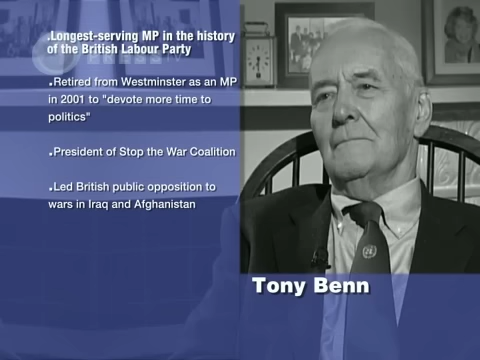 .Longest-serving MP in the history
of the British Labour Party
.Retired from Westminster as an MP
in 2001 to "devote more time to
politics"
.President of Stop the War Coalition
.Led British public opposition to
wars in Iraq and Afghanistan
Tony Benn